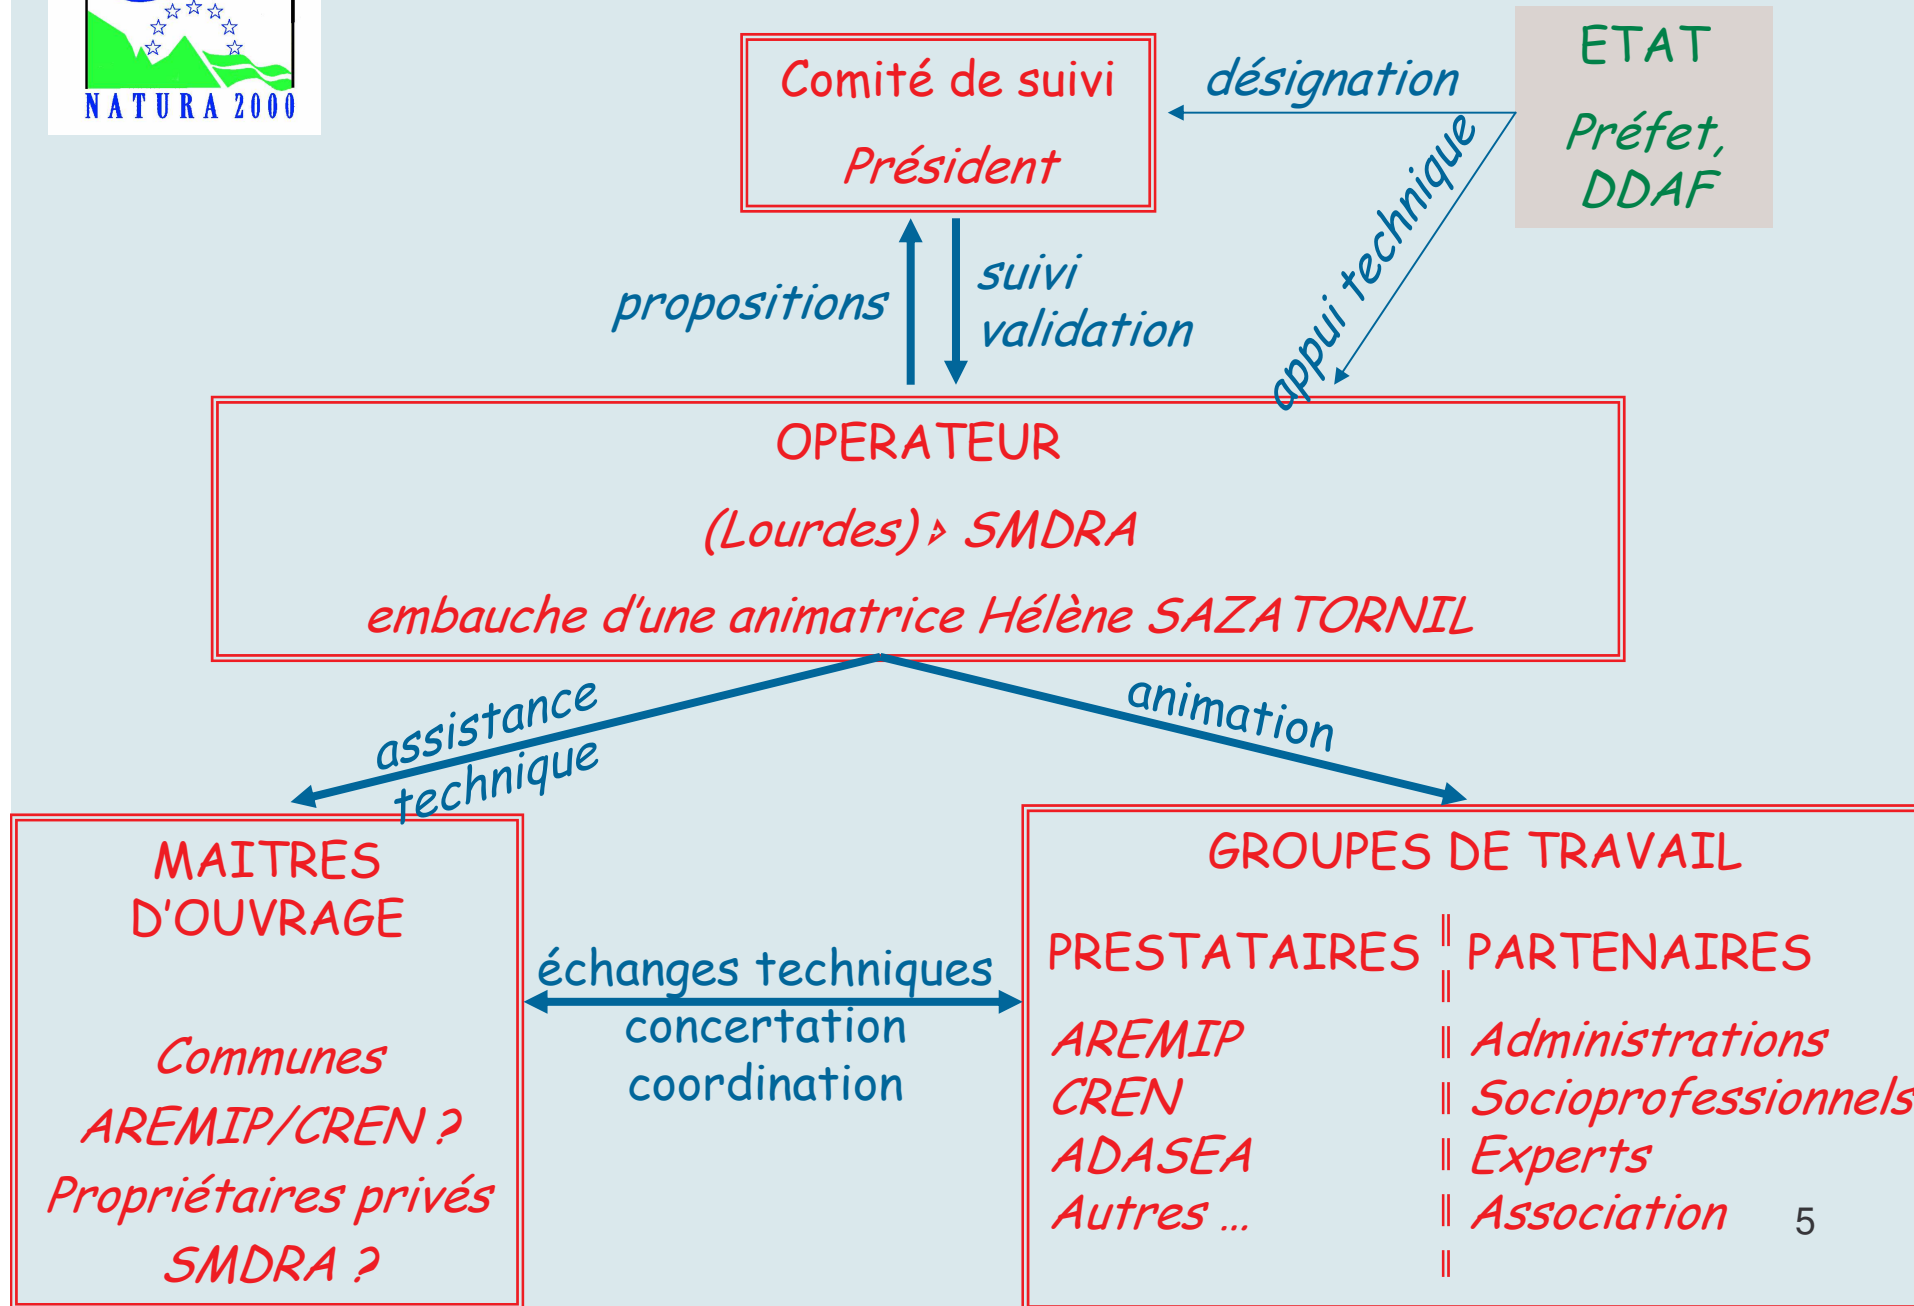 NATURA 2000
Comité de suivi
Président
désignation
ETAT
Préfet,
DDAF
appui technique
propositions
suivi
validation
OPERATEUR
(Lourdes) SMDRA
embauche d'une animatrice Hélène SAZATORNIL
assistance
technique
animation
MAITRES
D'OUVRAGE
Communes
AREMIP/CREN ?
Propriétaires privés
SMDRA ?
échanges techniques
concertation
coordination
GROUPES DE TRAVAIL
PRESTATAIRES
AREMIP
CREN
ADASEA
Autres ...
PARTENAIRES
Administrations
Socioprofessionnels
Experts
Association
5